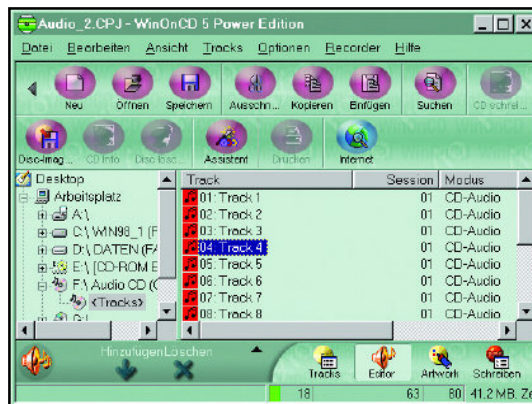 Audio_2.CPJ - WinOnCD 5 Power Edition
Datei Bearbeiten Ansicht Tracks Optionen Recorder Hilfe
Neu Öffnen Speichern Ausschn... Kopieren Einfügen Suchen CD schrei...
Disc-Imag... CD Info Disc lösc... Assistent Drucken Internet
Desktop
Arbeitsplatz
A:\
C:\ WIN98_1 (F
D:\ DATEN (FA
E:\ [CD-ROM E
F:\ Audio CD (C
<Tracks>
G:\
Track Session Modus
01: Track 1 01 CD-Audio
02: Track 2 01 CD-Audio
03: Track 3 01 CD-Audio
04: Track 4 01 CD-Audio
05: Track 5 01 CD-Audio
06: Track 6 01 CD-Audio
07: Track 7 01 CD-Audio
08: Track 8 01 CD-Audio
Hinzufügen Löschen
Tracks Editor Artwork Schreiben
18 63 80 41.2 MB. Ze